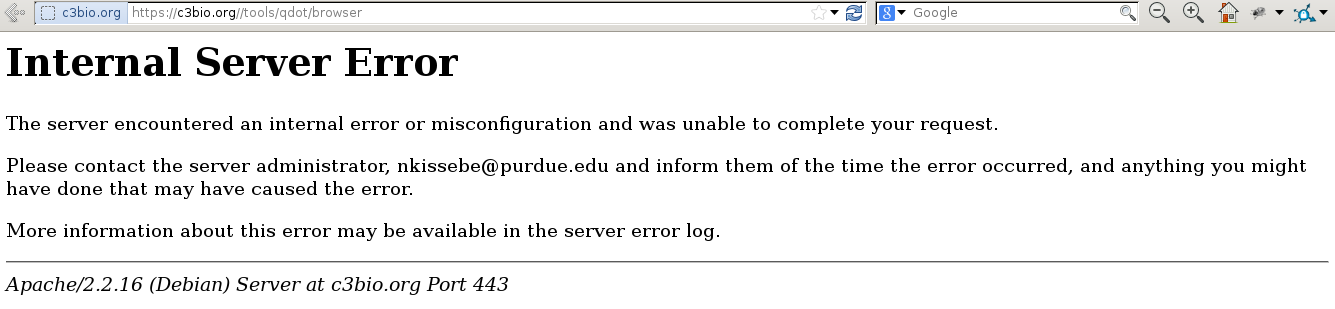 c3bio.org https://c3bio.org//tools/qdot/browser Google
Internal Server Error
The server encountered an internal error or misconfiguration and was unable to complete your request.
Please contact the server administrator, nkissebe@purdue.edu and inform them of the time the error occurred, and anything you might
have done that may have caused the error.
More information about this error may be available in the server error log.
Apache/2.2.16 (Debian) Server at c3bio.org Port 443